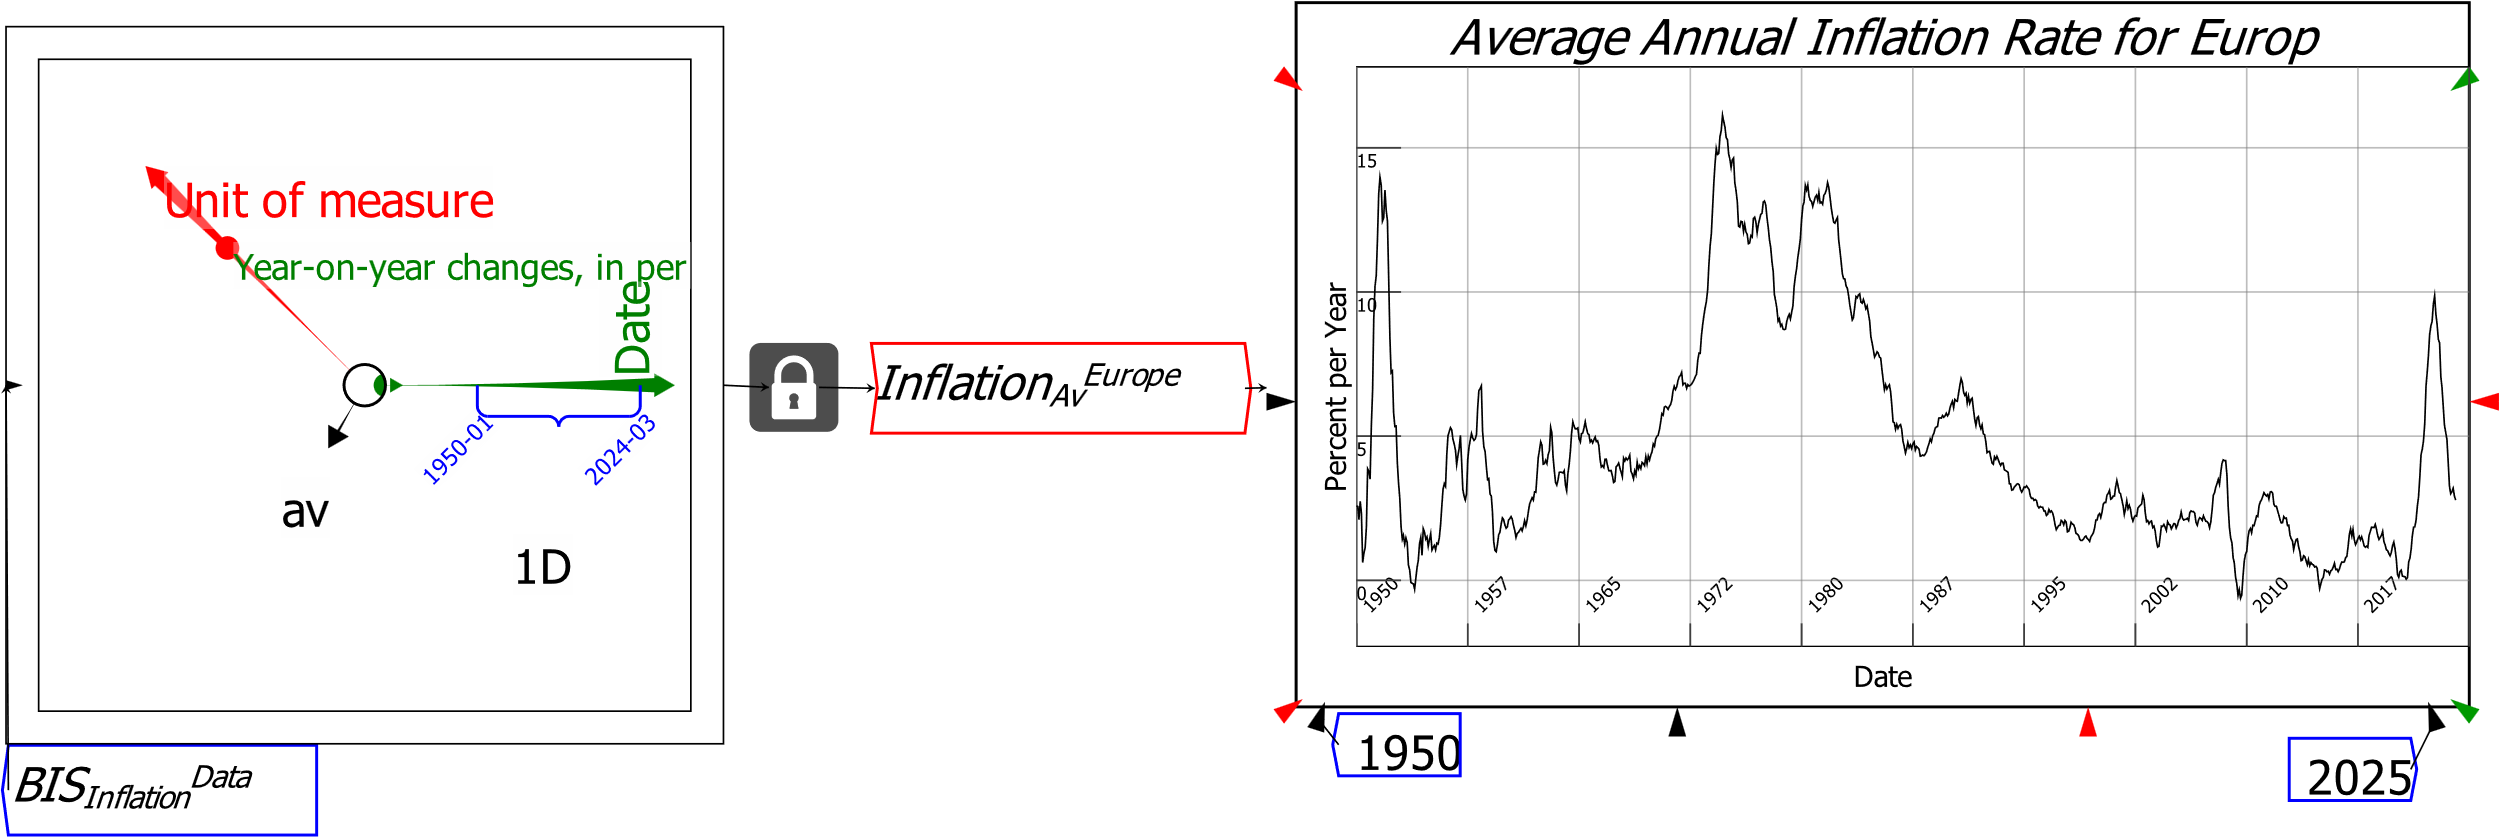 Unit of measure
Year-on-year changes, in per
Date
1950-01
2024-03
av
1D
BIS Inflation Data
Inflation AV Europe
Average Annual Inflation Rate for Europ
Percent per Year
15
10
5
0
1950
1957
1965
1972
1980
1987
1995
2002
2010
2017
Date
1950
2025